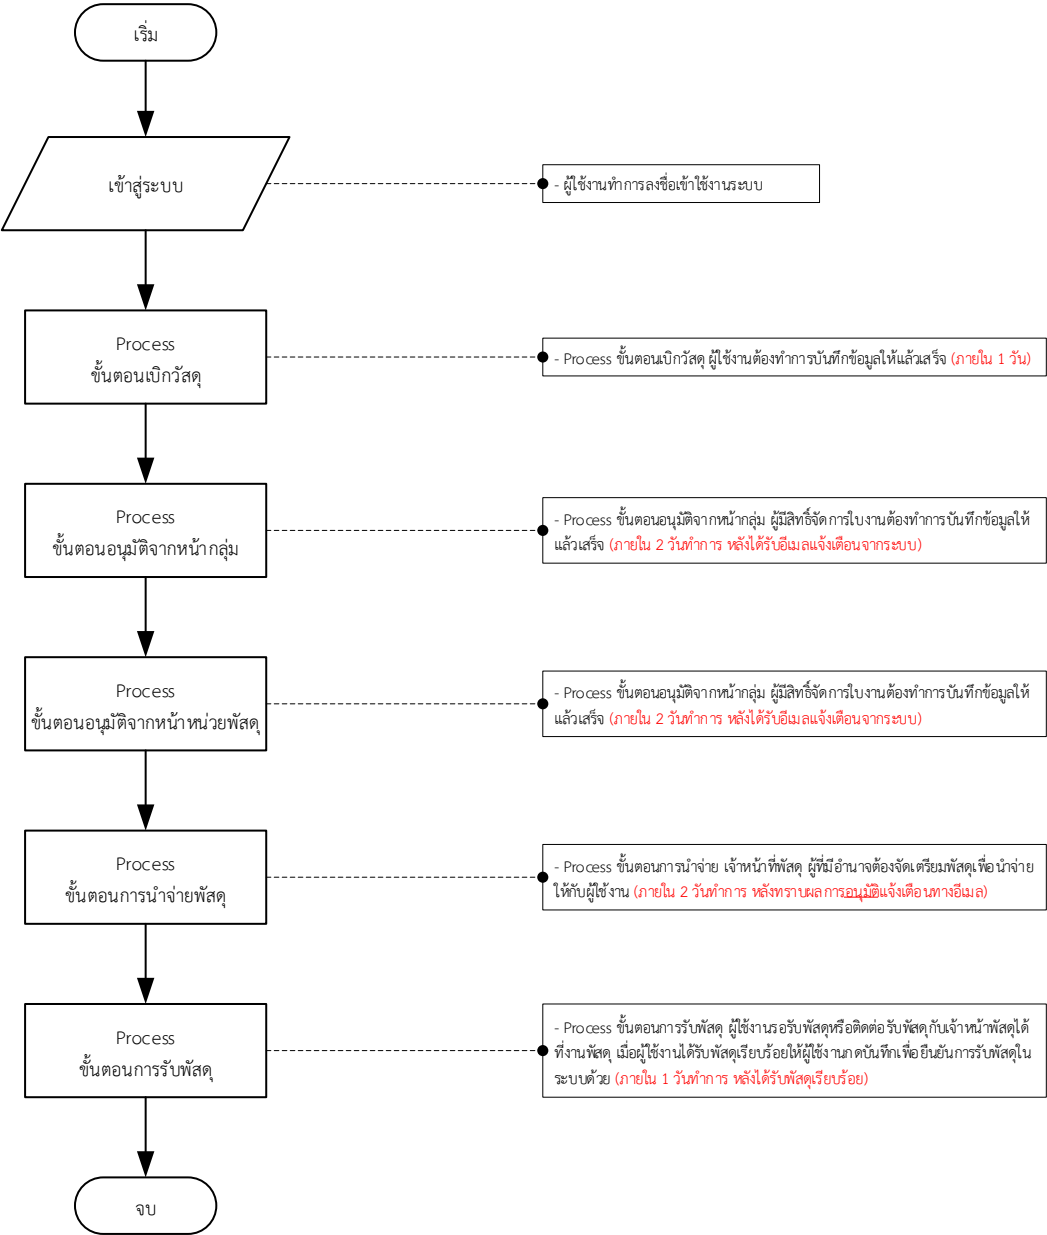 เริ่ม
เข้าสู่ระบบ
- ผู้ใช้งานทำการลงชื่อเข้าใช้งานระบบ
Process
ขั้นตอนเบิกวัสดุ
- Process ขั้นตอนเบิกวัสดุ ผู้ใช้งานต้องทำการบันทึกข้อมูลให้แล้วเสร็จ (ภายใน 1 วัน)
Process
ขั้นตอนอนุมัติจากหน้ากลุ่ม
- Process ขั้นตอนอนุมัติจากหน้ากลุ่ม ผู้มีสิทธิ์จัดการใบงานต้องทำการบันทึกข้อมูลให้
แล้วเสร็จ (ภายใน 2 วันทำการ หลังได้รับอีเมลแจ้งเตือนจากระบบ)
Process
ขั้นตอนอนุมัติจากหน้าหน่วยพัสดุ
- Process ขั้นตอนอนุมัติจากหน้ากลุ่ม ผู้มีสิทธิ์จัดการใบงานต้องทำการบันทึกข้อมูลให้
แล้วเสร็จ (ภายใน 2 วันทำการ หลังได้รับอีเมลแจ้งเตือนจากระบบ)
Process
ขั้นตอนการนำจ่ายพัสดุ
- Process ขั้นตอนการนำจ่าย เจ้าหน้าที่พัสดุ ผู้ที่มีอำนาจต้องจัดเตรียมพัสดุเพื่อนำจ่าย
ให้กับผู้ใช้งาน (ภายใน 2 วันทำการ หลังทราบผลการอนุมัติแจ้งเตือนทางอีเมล)
Process
ขั้นตอนการรับพัสดุ
- Process ขั้นตอนการรับพัสดุ ผู้ใช้งานรอรับพัสดุหรือติดต่อรับพัสดุกับเจ้าหน้าพัสดุได้
ที่งานพัสดุ เมื่อผู้ใช้งานได้รับพัสดุเรียบร้อยให้ผู้ใช้งานกดบันทึกเพื่อยืนยันการรับพัสดุใน
ระบบด้วย (ภายใน 1 วันทำการ หลังได้รับพัสดุเรียบร้อย)
จบ